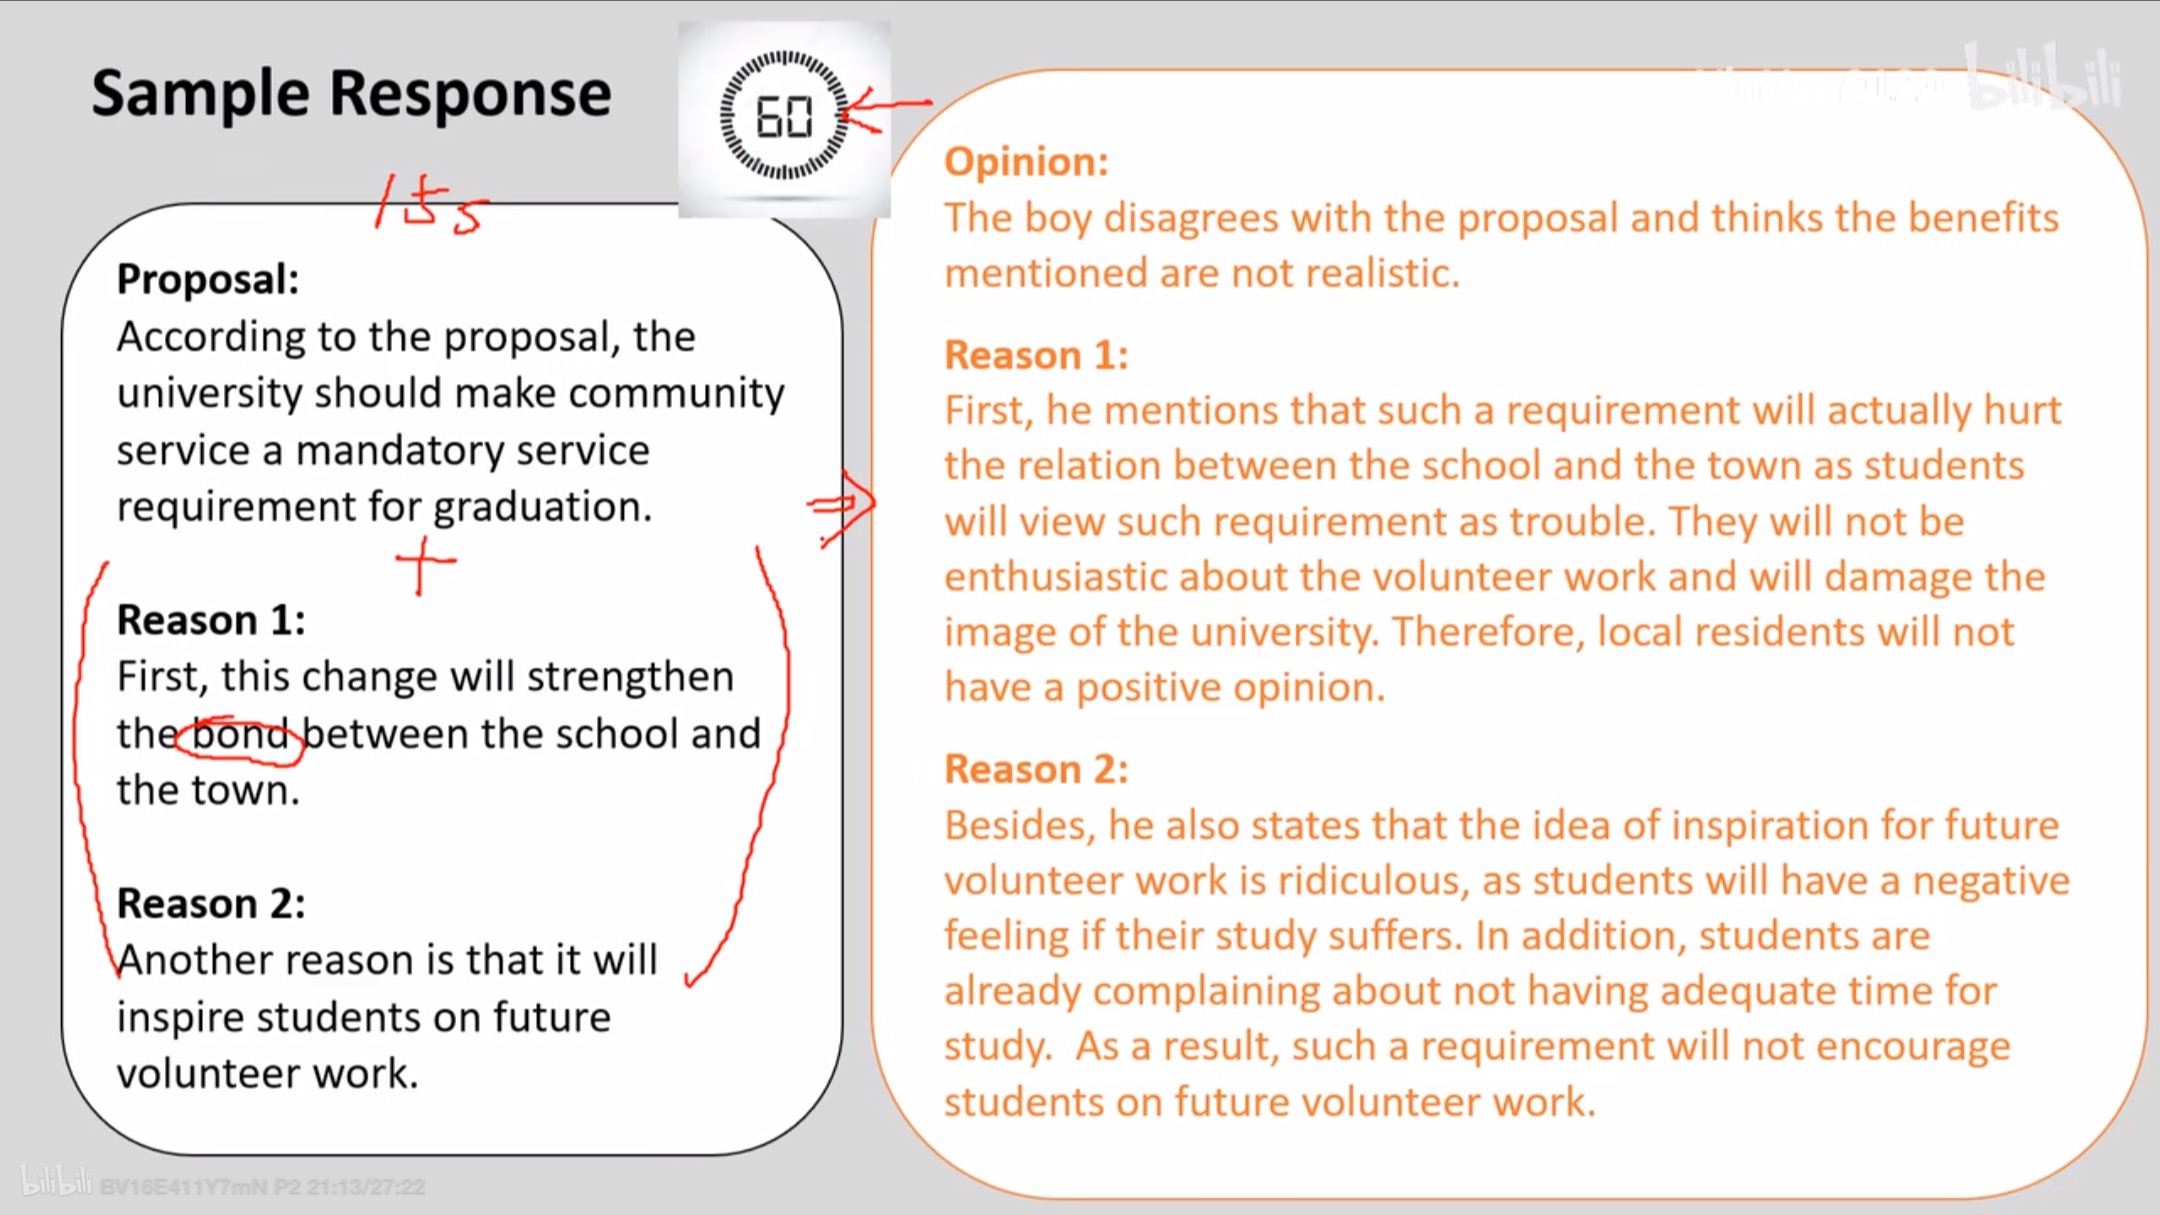 Sample Response
60
15s
Proposal:
According to the proposal, the
university should make community
service a mandatory service
requirement for graduation.
+
Reason 1:
First, this change will strengthen
the bond between the school and
the town.
Reason 2:
Another reason is that it will
inspire students on future
volunteer work.
bilibili
Opinion:
The boy disagrees with the proposal and thinks the benefits
mentioned are not realistic.
Reason 1:
First, he mentions that such a requirement will actually hurt
the relation between the school and the town as students
will view such requirement as trouble. They will not be
enthusiastic about the volunteer work and will damage the
image of the university. Therefore, local residents will not
have a positive opinion.
Reason 2:
Besides, he also states that the idea of inspiration for future
volunteer work is ridiculous, as students will have a negative
feeling if their study suffers. In addition, students are
already complaining about not having adequate time for
study.  As a result, such a requirement will not encourage
students on future volunteer work.
bilibili BV16E411Y7mN P2 21:13/27:22